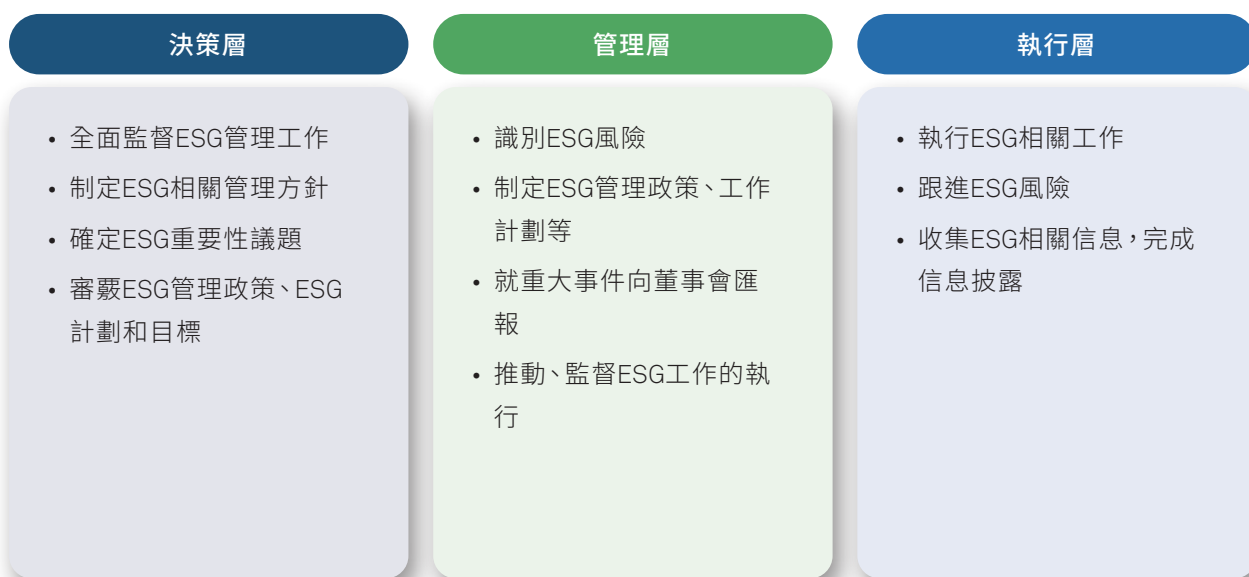 決策層
• 全面監督ESG管理工作
• 制定ESG相關管理方針
• 確定ESG重要性議題
• 審覈ESG管理政策、ESG
計劃和目標
管理層
• 識別ESG風險
• 制定ESG管理政策、工作
計劃等
• 就重大事件向董事會匯
報
• 推動、監督ESG工作的執
行
執行層
• 執行ESG相關工作
• 跟進ESG風險
• 收集ESG相關信息，完成
信息披露